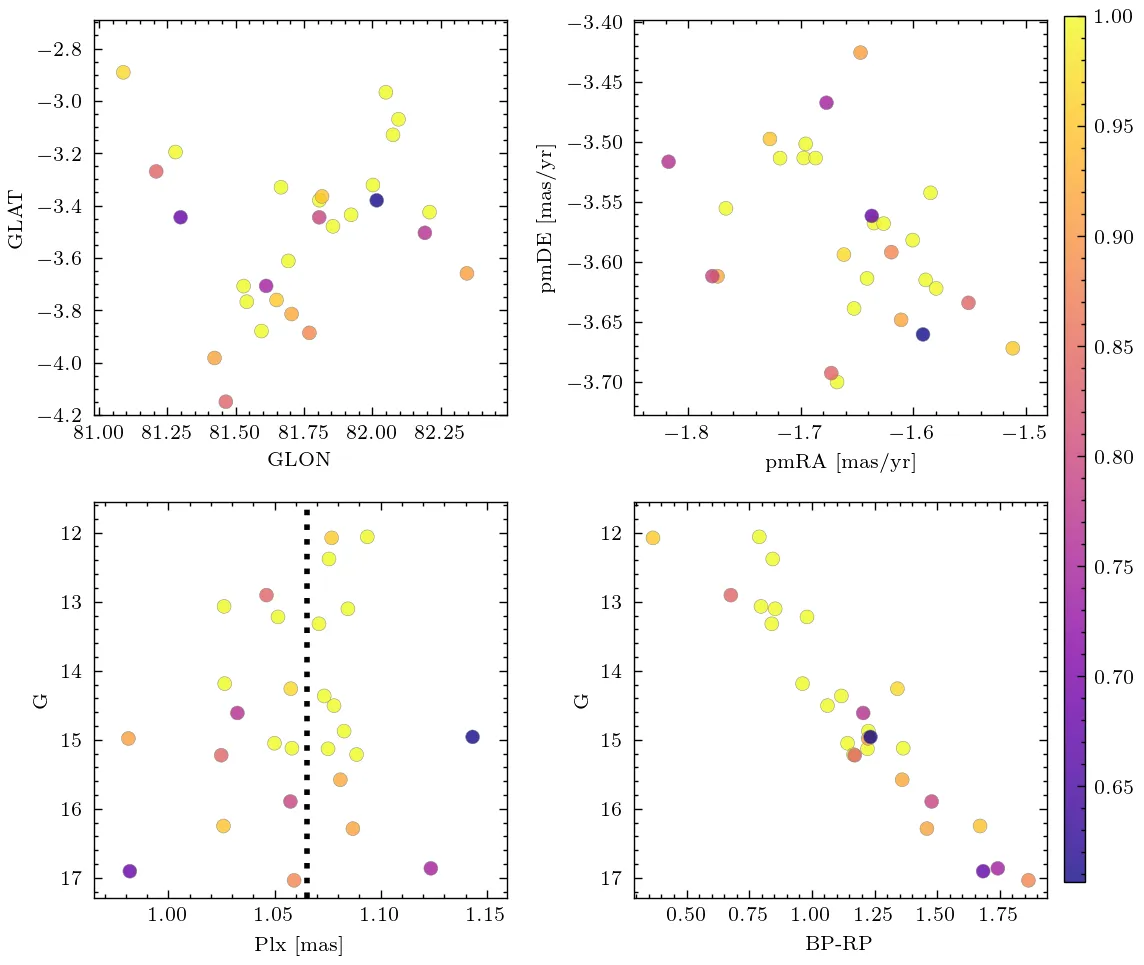 −2.8
−3.0
−3.2
−3.4
−3.6
−3.8
−4.0
−4.2
GLAT
81.00 81.25 81.50 81.75 82.00 82.25
GLON
−3.40
−3.45
−3.50
−3.55
−3.60
−3.65
−3.70
pmDE [mas/yr]
−1.8 −1.7 −1.6 −1.5
pmRA [mas/yr]
1.00
0.95
0.90
0.85
0.80
0.75
0.70
0.65
12
13
14
15
16
17
G
1.00 1.05 1.10 1.15
Plx [mas]
12
13
14
15
16
17
G
0.50 0.75 1.00 1.25 1.50 1.75
BP-RP